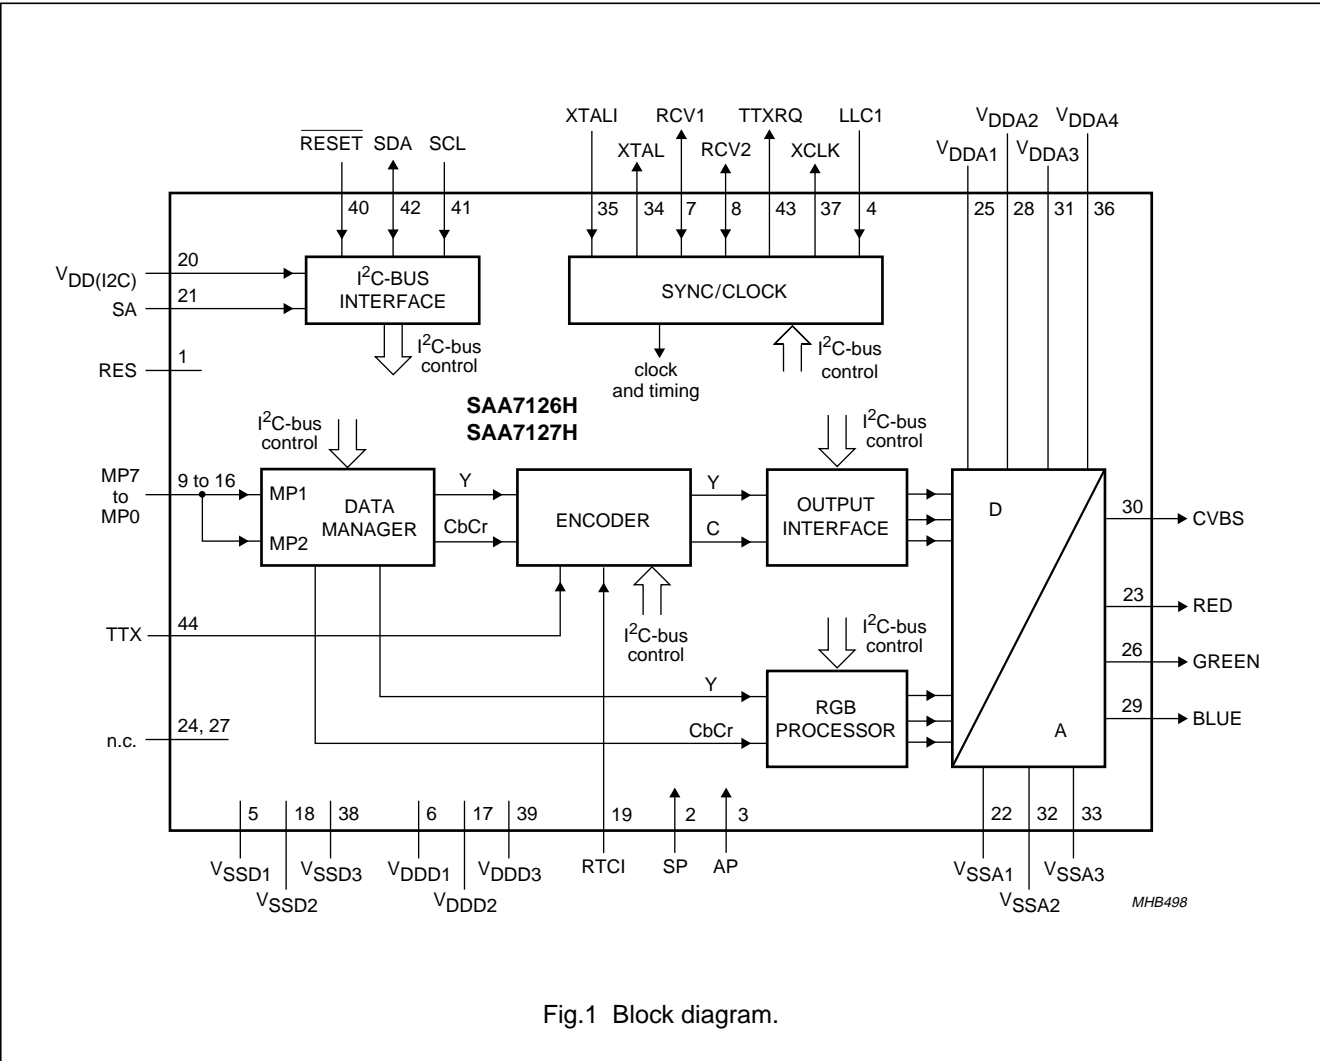 XTALI RCV1 TTXRQ LLC1
VDDA2 VDDA4
RESET SDA SCL
XTAL RCV2 XCLK
VDDA1 VDDA3
40 42 41
35 34 7 8 43 37 4
25 28 31 36
VDD(I2C)
20
SA
21
I2C-BUS
INTERFACE
SYNC/CLOCK
RES
1
I2C-bus
control
clock
and timing
I2C-bus
control
SAA7126H
SAA7127H
I2C-bus
control
I2C-bus
control
MP7
to
MP0
9 to 16
MP1
MP2
DATA
MANAGER
Y
CbCr
ENCODER
Y
C
OUTPUT
INTERFACE
D
A
30
CVBS
23
RED
26
GREEN
29
BLUE
TTX
44
I2C-bus
control
I2C-bus
control
Y
CbCr
RGB
PROCESSOR
n.c.
24, 27
5 18 38 6 17 39 19 2 3 22 32 33
VSSD1 VSSD3 VDDD1 VDDD3 RTCI SP AP VSSA1 VSSA3
VSSD2 VDDD2 VSSA2
MHB498
Fig.1 Block diagram.